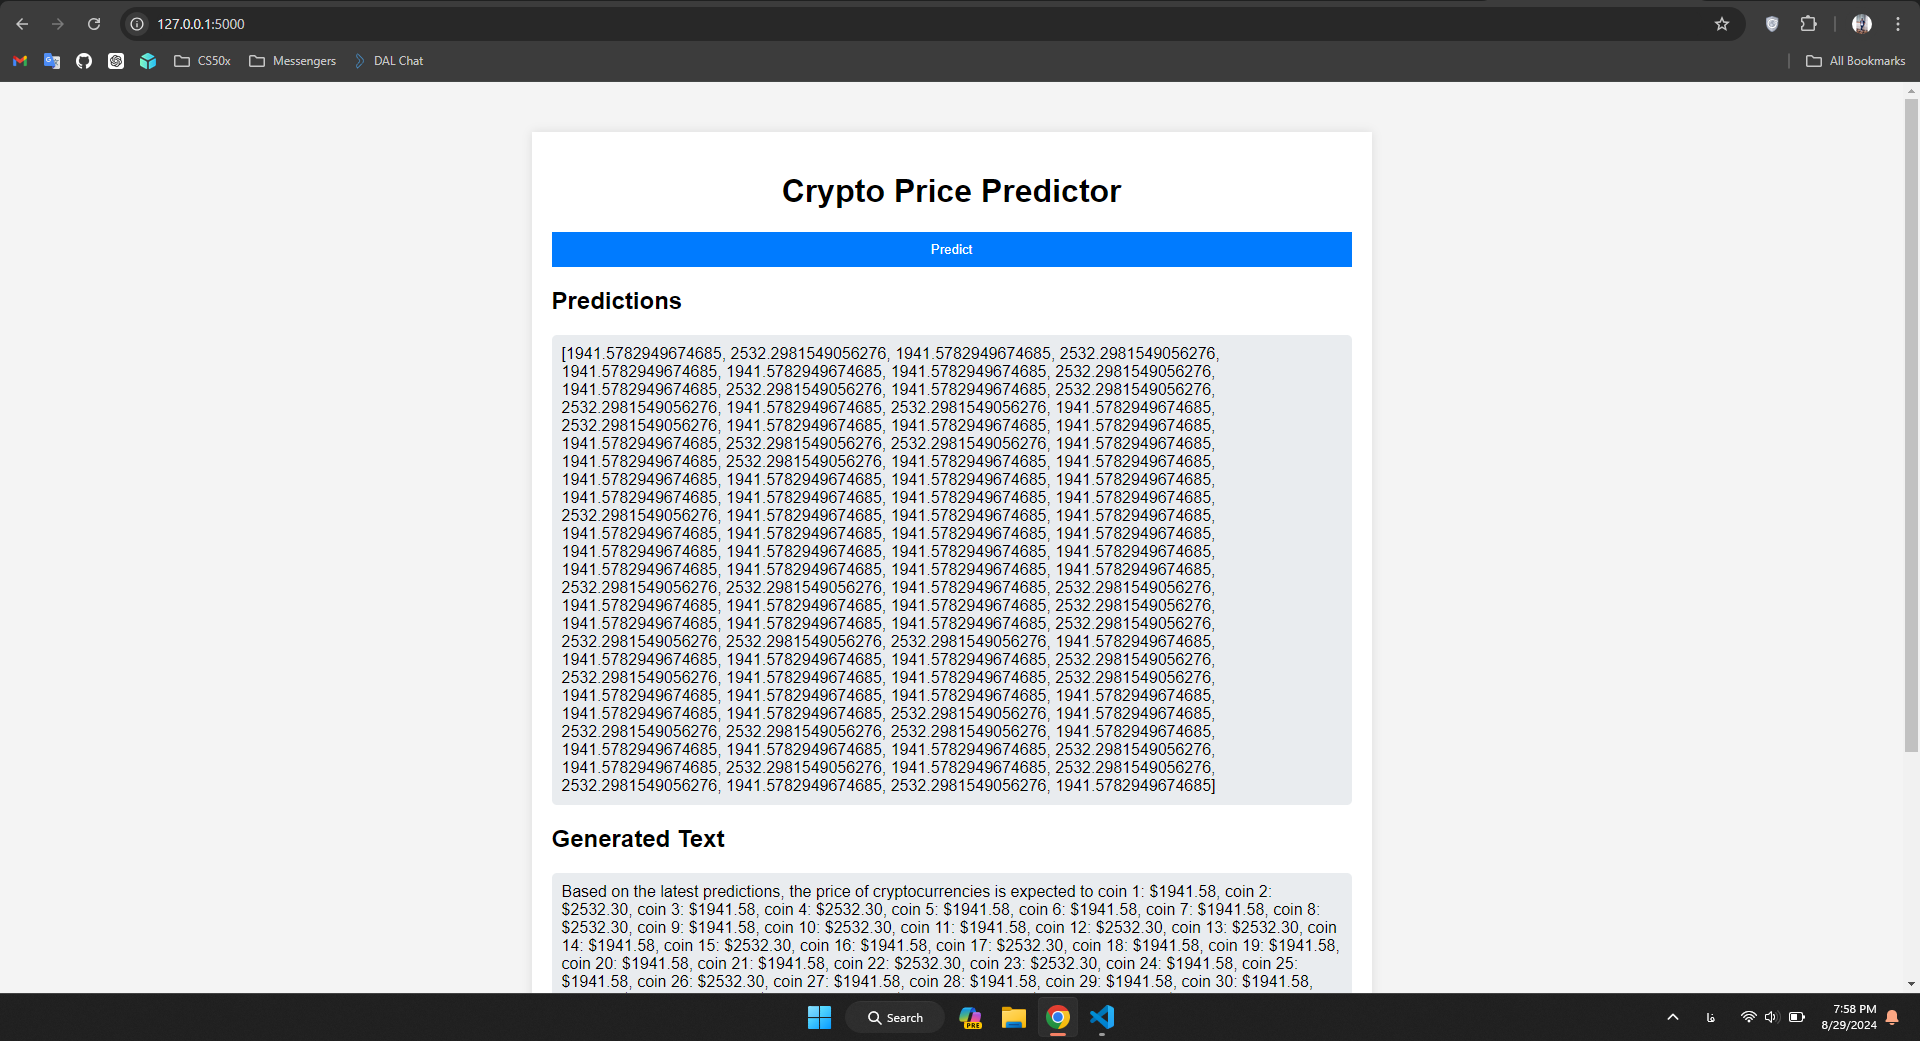 127.0.0.1:5000
CS50x
Messengers
DAL Chat
All Bookmarks
Crypto Price Predictor
Predict
Predictions
[1941.5782949674685, 2532.2981549056276, 1941.5782949674685, 2532.2981549056276,
1941.5782949674685, 1941.5782949674685, 1941.5782949674685, 2532.2981549056276,
1941.5782949674685, 2532.2981549056276, 1941.5782949674685, 2532.2981549056276,
2532.2981549056276, 1941.5782949674685, 2532.2981549056276, 1941.5782949674685,
2532.2981549056276, 1941.5782949674685, 1941.5782949674685, 1941.5782949674685,
1941.5782949674685, 2532.2981549056276, 2532.2981549056276, 1941.5782949674685,
1941.5782949674685, 2532.2981549056276, 1941.5782949674685, 1941.5782949674685,
1941.5782949674685, 1941.5782949674685, 1941.5782949674685, 1941.5782949674685,
1941.5782949674685, 1941.5782949674685, 1941.5782949674685, 1941.5782949674685,
2532.2981549056276, 1941.5782949674685, 1941.5782949674685, 1941.5782949674685,
1941.5782949674685, 1941.5782949674685, 1941.5782949674685, 1941.5782949674685,
1941.5782949674685, 1941.5782949674685, 1941.5782949674685, 1941.5782949674685,
1941.5782949674685, 1941.5782949674685, 1941.5782949674685, 1941.5782949674685,
2532.2981549056276, 2532.2981549056276, 1941.5782949674685, 2532.2981549056276,
1941.5782949674685, 1941.5782949674685, 1941.5782949674685, 2532.2981549056276,
1941.5782949674685, 1941.5782949674685, 1941.5782949674685, 2532.2981549056276,
2532.2981549056276, 2532.2981549056276, 2532.2981549056276, 1941.5782949674685,
1941.5782949674685, 1941.5782949674685, 1941.5782949674685, 2532.2981549056276,
2532.2981549056276, 1941.5782949674685, 1941.5782949674685, 2532.2981549056276,
1941.5782949674685, 1941.5782949674685, 1941.5782949674685, 1941.5782949674685,
1941.5782949674685, 1941.5782949674685, 2532.2981549056276, 1941.5782949674685,
2532.2981549056276, 2532.2981549056276, 2532.2981549056276, 1941.5782949674685,
1941.5782949674685, 1941.5782949674685, 1941.5782949674685, 2532.2981549056276,
1941.5782949674685, 2532.2981549056276, 1941.5782949674685, 2532.2981549056276,
2532.2981549056276, 1941.5782949674685, 2532.2981549056276, 1941.5782949674685]
Generated Text
Based on the latest predictions, the price of cryptocurrencies is expected to coin 1: $1941.58, coin 2:
$2532.30, coin 3: $1941.58, coin 4: $2532.30, coin 5: $1941.58, coin 6: $1941.58, coin 7: $1941.58, coin 8:
$2532.30, coin 9: $1941.58, coin 10: $2532.30, coin 11: $1941.58, coin 12: $2532.30, coin 13: $2532.30, coin
14: $1941.58, coin 15: $2532.30, coin 16: $1941.58, coin 17: $2532.30, coin 18: $1941.58, coin 19: $1941.58,
coin 20: $1941.58, coin 21: $1941.58, coin 22: $2532.30, coin 23: $2532.30, coin 24: $1941.58, coin 25:
$1941.58, coin 26: $2532.30, coin 27: $1941.58, coin 28: $1941.58, coin 29: $1941.58, coin 30: $1941.58,
Search
PRE
فا
7:58 PM
8/29/2024